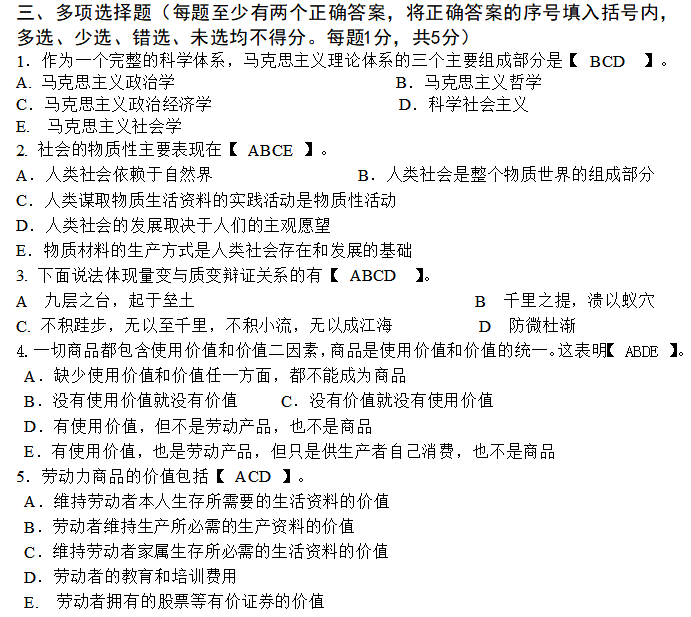 三、多项选择题（每题至少有两个正确答案，将正确答案的序号填入括号内，
多选、少选、错选、未选均不得分。每题1分，共5分）
1．作为一个完整的科学体系，马克思主义理论体系的三个主要组成部分是【 BCD 】。
A. 马克思主义政治学 B．马克思主义哲学
C．马克思主义政治经济学 D．科学社会主义
E. 马克思主义社会学
2. 社会的物质性主要表现在【 ABCE 】。
A．人类社会依赖于自然界 B．人类社会是整个物质世界的组成部分
C．人类谋取物质生活资料的实践活动是物质性活动
D．人类社会的发展取决于人们的主观愿望
E．物质材料的生产方式是人类社会存在和发展的基础
3. 下面说法体现量变与质变辩证关系的有【 ABCD 】。
A 九层之台，起于垒土 B 千里之提，溃以蚁穴
C. 不积跬步，无以至千里，不积小流，无以成江海 D 防微杜渐
4. 一切商品都包含使用价值和价值二因素，商品是使用价值和价值的统一。这表明【 ABDE 】。
A．缺少使用价值和价值任一方面，都不能成为商品
B．没有使用价值就没有价值 C．没有价值就没有使用价值
D．有使用价值，但不是劳动产品，也不是商品
E．有使用价值，也是劳动产品，但只是供生产者自己消费，也不是商品
5．劳动力商品的价值包括【 ACD 】。
A．维持劳动者本人生存所需要的生活资料的价值
B．劳动者维持生产所必需的生产资料的价值
C．维持劳动者家属生存所必需的生活资料的价值
D．劳动者的教育和培训费用
E. 劳动者拥有的股票等有价证券的价值